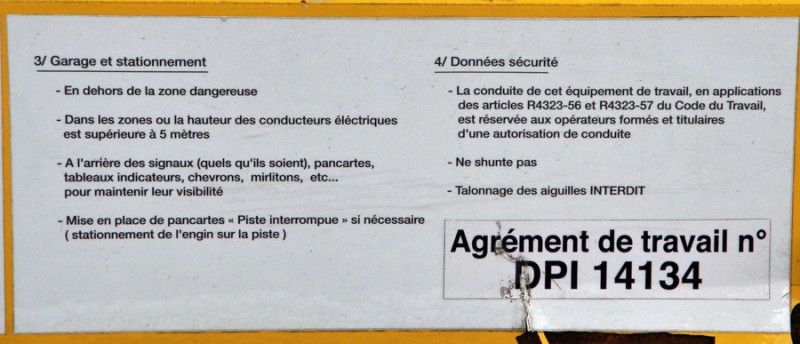 3/ Garage et stationnement
- En dehors de la zone dangereuse
- Dans les zones ou la hauteur des conducteurs éléctriques
est supérieure à 5 mètres
- A l'arrière des signaux (quels qu'ils soient), pancartes,
tableaux indicateurs, chevrons, mirlitons, etc...
pour maintenir leur visibilité
- Mise en place de pancartes « Piste interrompue » si nécessaire
( stationnement de l'engin sur la piste )
4/ Données sécurité
- La conduite de cet équipement de travail, en applications
des articles R4323-56 et R4323-57 du Code du Travail,
est réservée aux opérateurs formés et titulaires
d'une autorisation de conduite
- Ne shunte pas
- Talonnage des aiguilles INTERDIT
Agrément de travail n°
DPI 14134